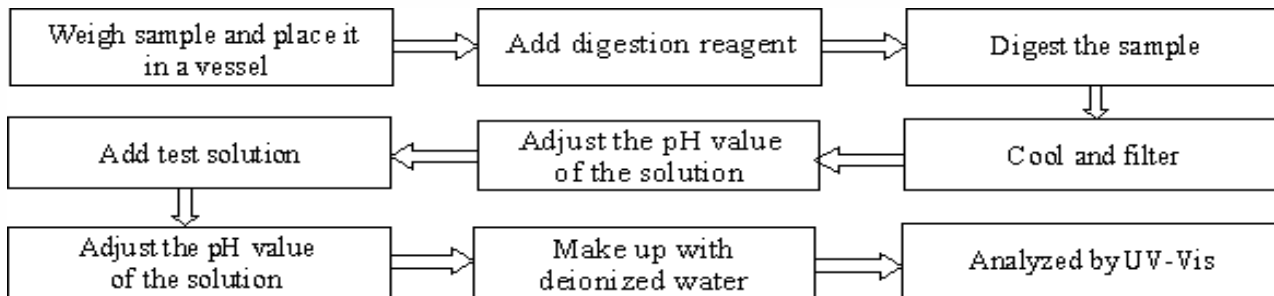 Weigh sample and place it
in a vessel
Add digestion reagent
Digest the sample
Cool and filter
Adjust the pH value
of the solution
Add test solution
Adjust the pH value
of the solution
Make up with
deionized water
Analyzed by UV-Vis